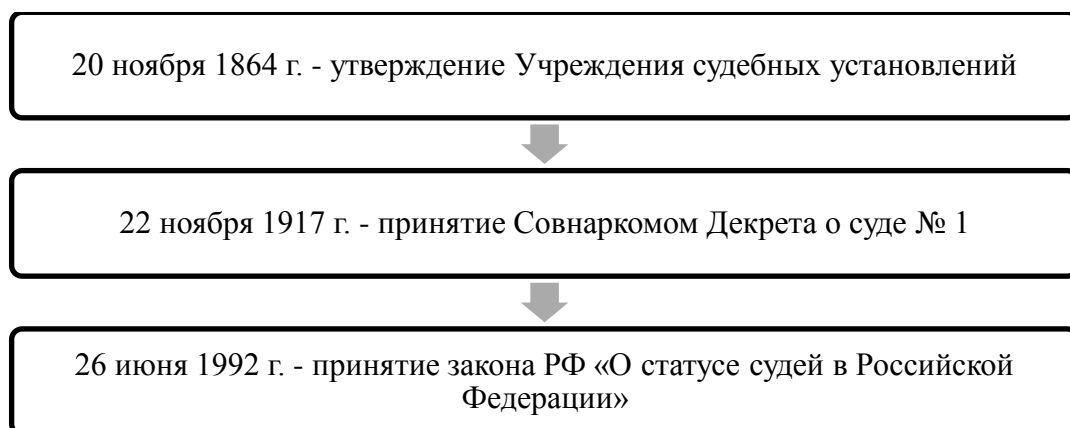 20 ноября 1864 г. - утверждение Учреждения судебных установлений
22 ноября 1917 г. - принятие Совнаркомом Декрета о суде № 1
26 июня 1992 г. - принятие закона РФ «О статусе судей в Российской
Федерации»